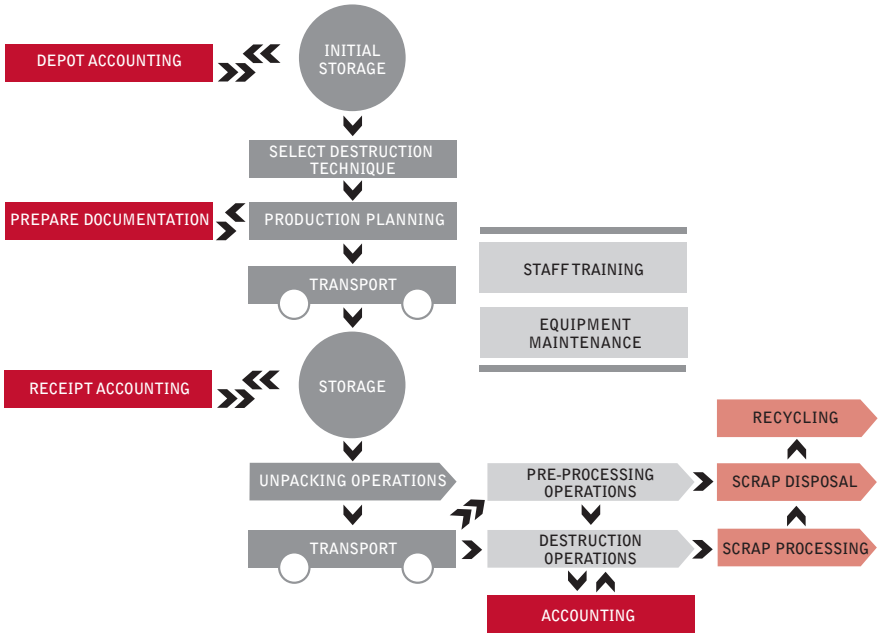 DEPOT ACCOUNTING
INITIAL
STORAGE
SELECT DESTRUCTION
TECHNIQUE
PREPARE DOCUMENTATION
PRODUCTION PLANNING
TRANSPORT
STAFF TRAINING
EQUIPMENT
MAINTENANCE
RECEIPT ACCOUNTING
STORAGE
RECYCLING
UNPACKING OPERATIONS
PRE-PROCESSING
OPERATIONS
SCRAP DISPOSAL
TRANSPORT
DESTRUCTION
OPERATIONS
SCRAP PROCESSING
ACCOUNTING